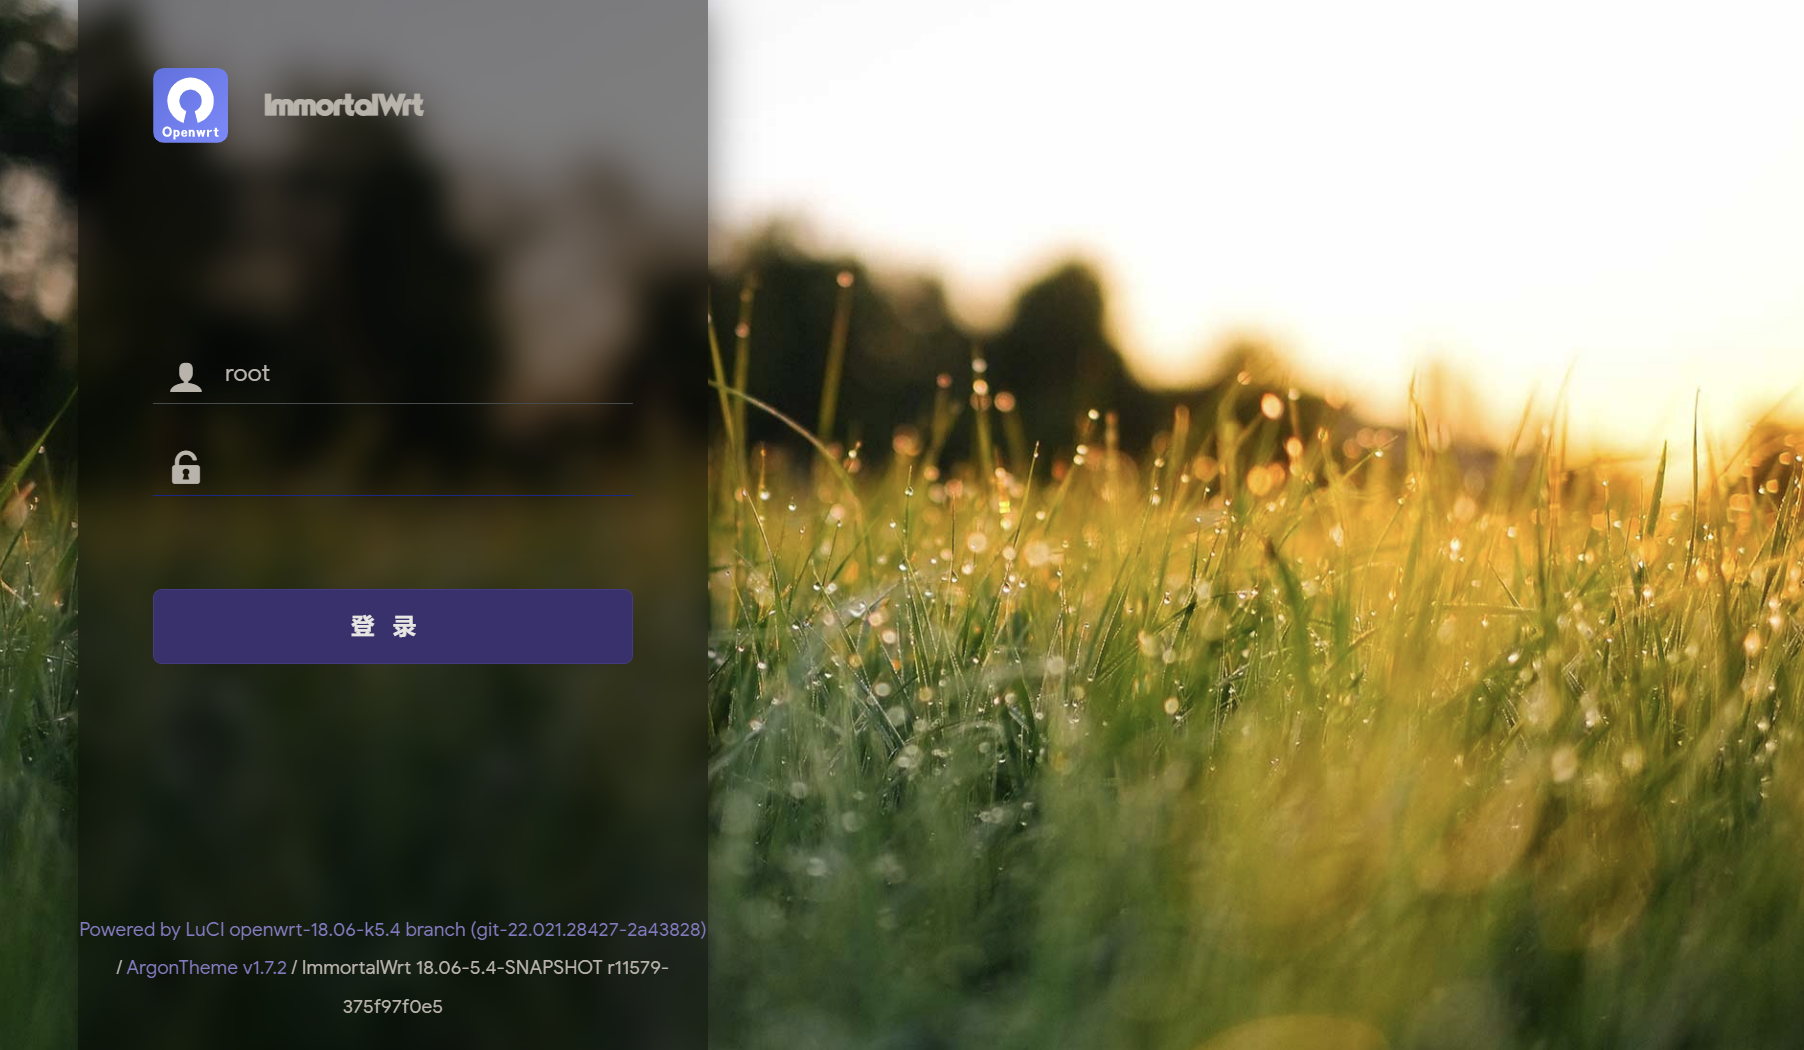 Openwrt
ImmortalWrt
root
登 录
Powered by LuCI openwrt-18.06-k5.4 branch (git-22.021.28427-2a43828)
/ ArgonTheme v1.7.2 / ImmortalWrt 18.06-5.4-SNAPSHOT r11579-
375f97f0e5